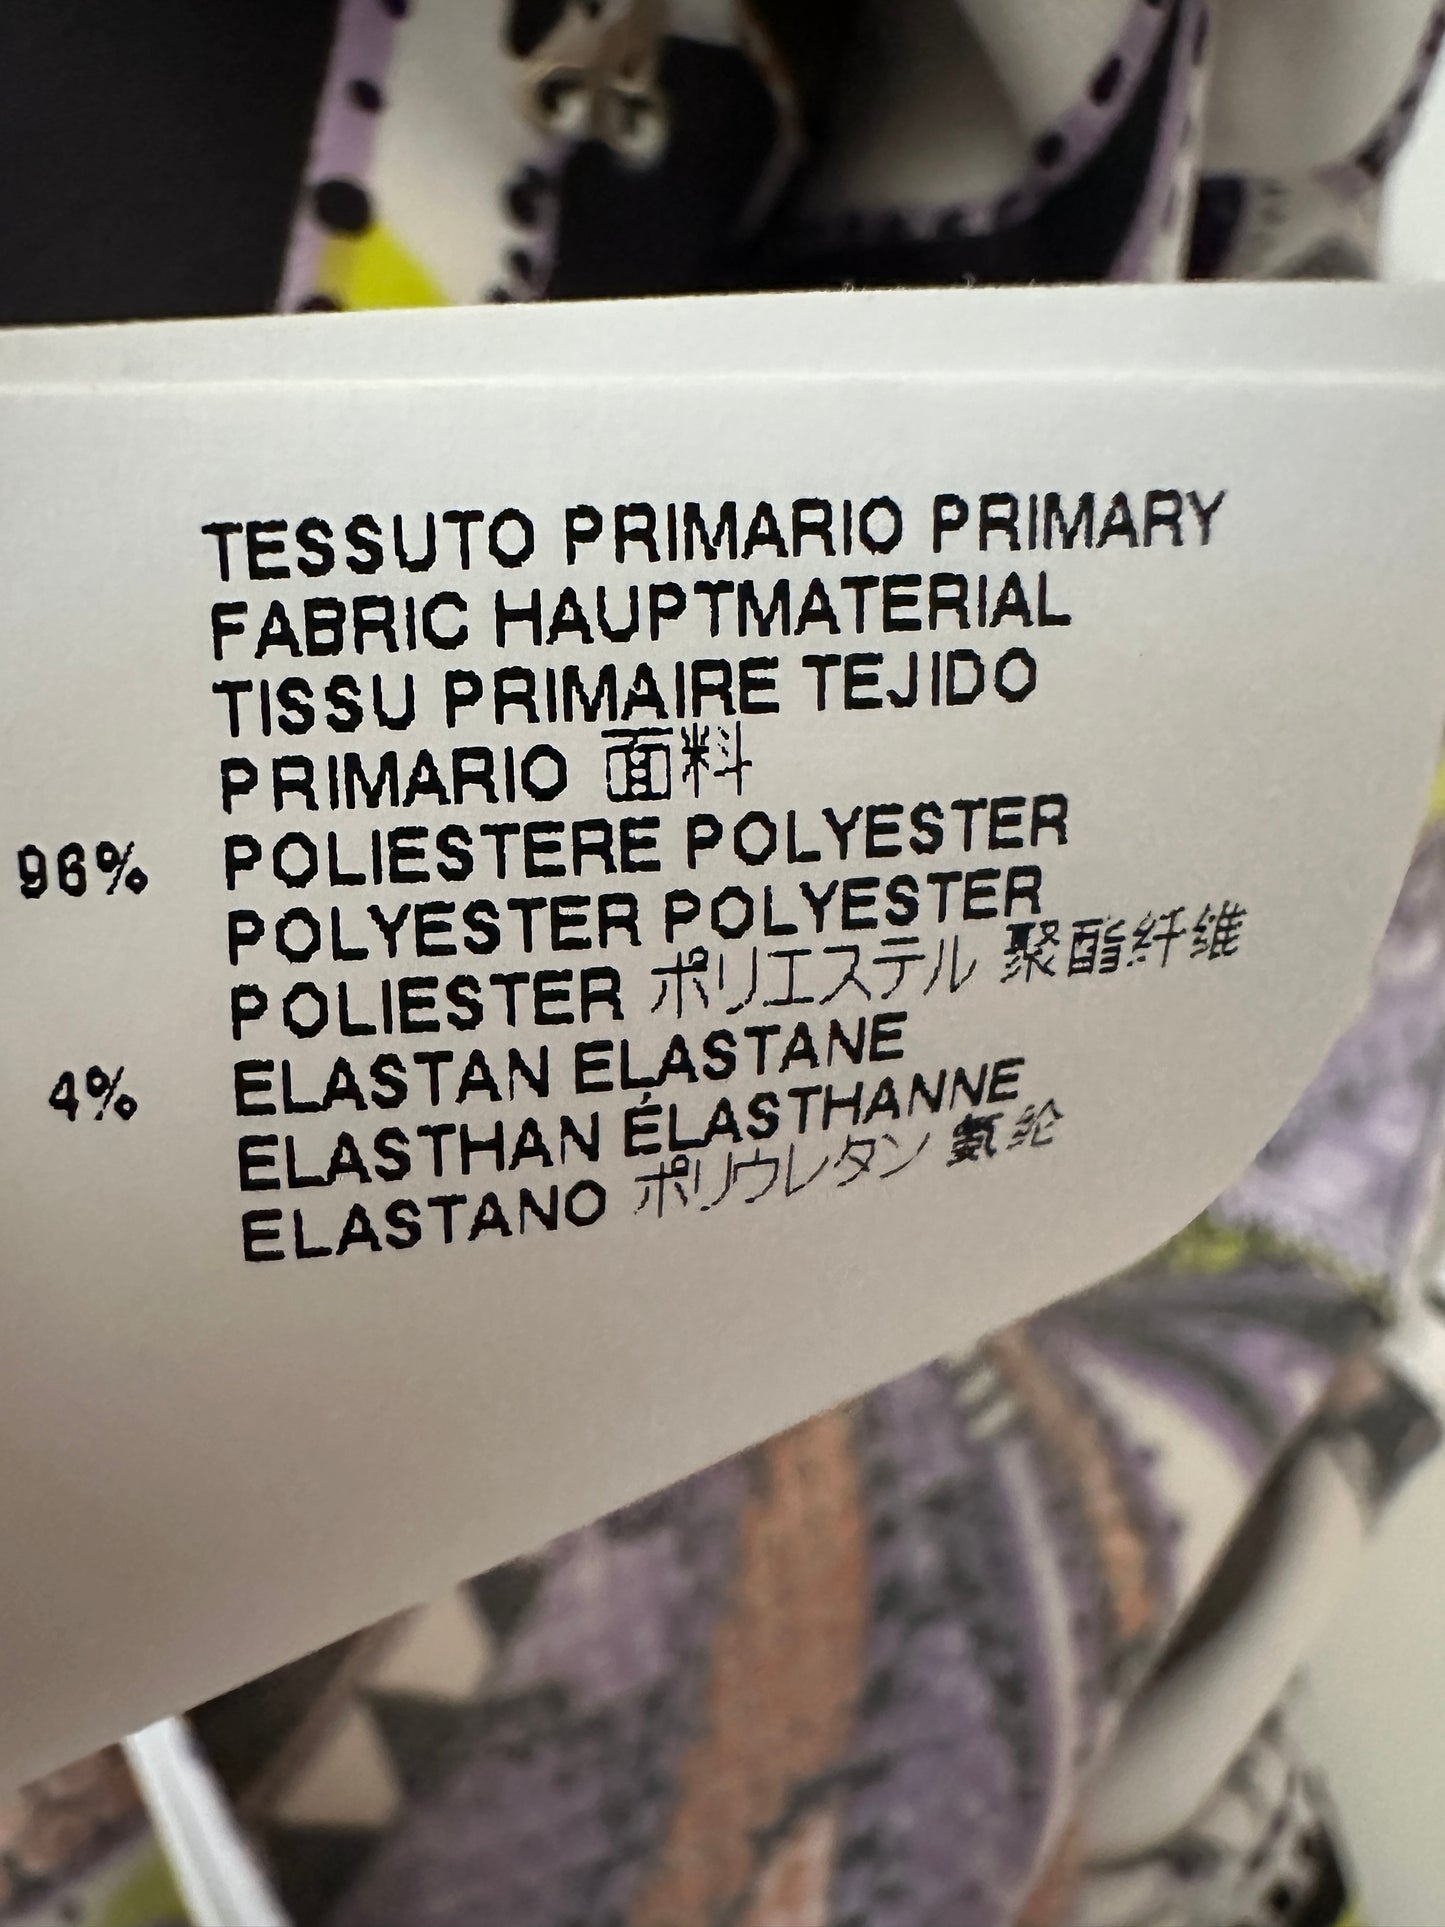 TESSUTO PRIMARIO PRIMARY
FABRIC HAUPTMATERIAL
TISSU PRIMAIRE TEJIDO
PRIMARIO 面料
96% POLIESTERE POLYESTER
POLYESTER POLYESTER
POLIESTER ポリエステル 聚酯纤维
4% ELASTAN ELASTANE
ELASTHAN ÉLASTHANNE
ELASTANO ポリウレタン 氨纶